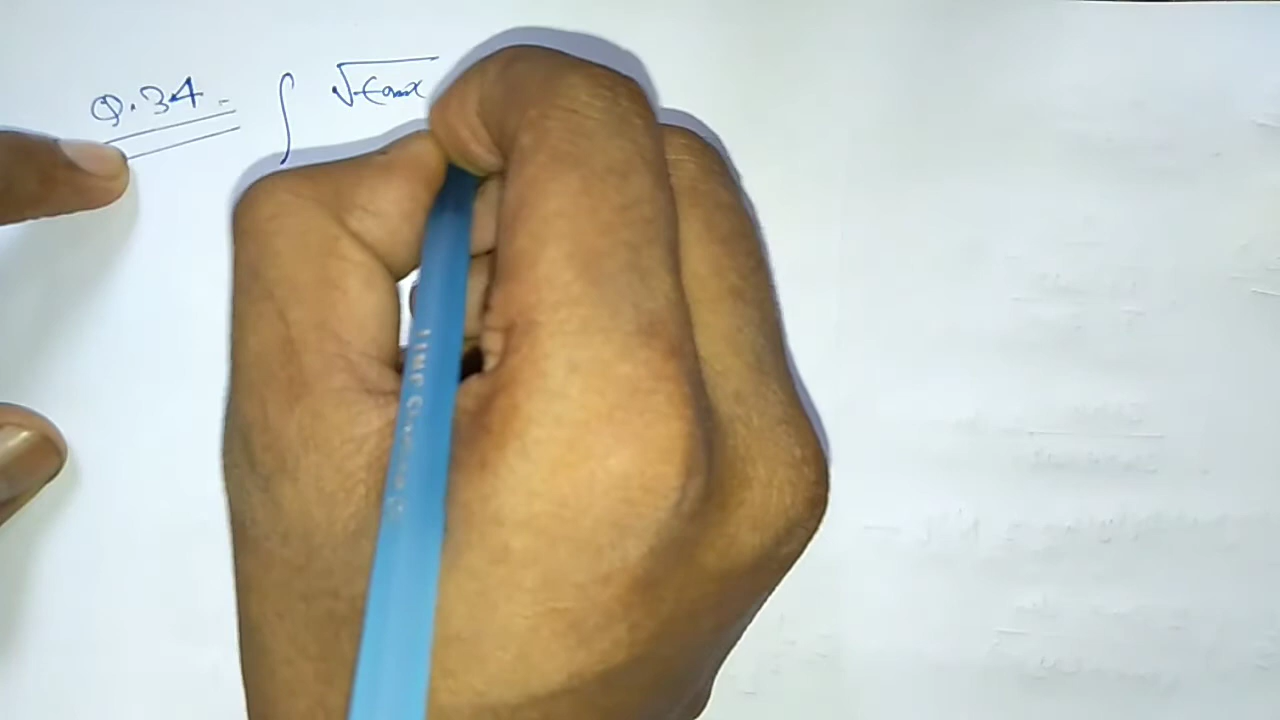 Q.34. ∫ √tanx